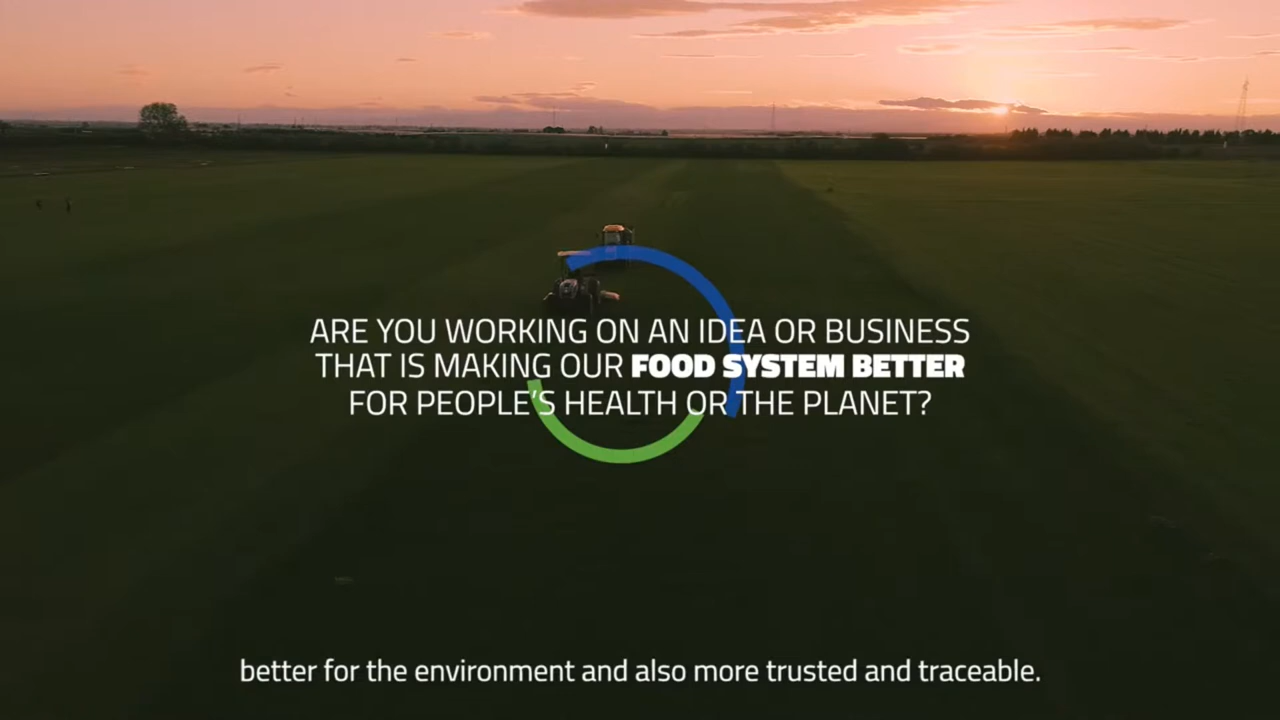 ARE YOU WORKING ON AN IDEA OR BUSINESS
THAT IS MAKING OUR FOOD SYSTEM BETTER
FOR PEOPLE'S HEALTH OR THE PLANET?
better for the environment and also more trusted and traceable.